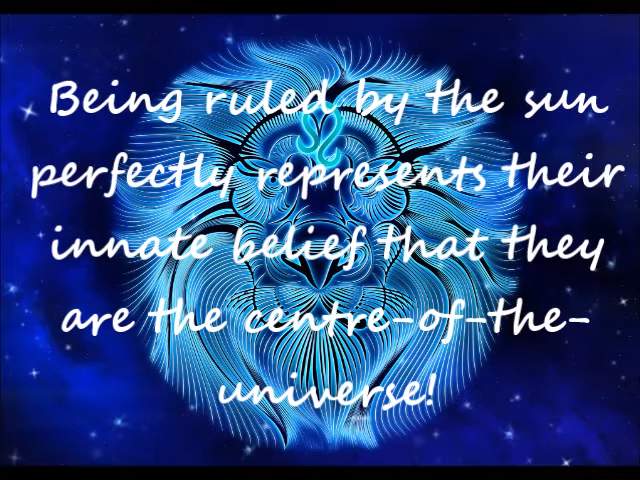 Being ruled by the sun
perfectly represents their
innate belief that they
are the centre-of-the-
universe!